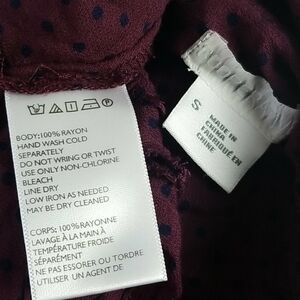 BODY:100% RAYON
HAND WASH COLD
SEPARATELY
DO NOT WRING OR TWIST
USE ONLY NON-CHLORINE
BLEACH
LINE DRY
LOW IRON AS NEEDED
MAY BE DRY CLEANED
CORPS: 100%RAYONNE
LAVAGE À LA MAIN À
TEMPÉRATURE FROIDE
SÉPARÉMENT
NE PAS ESSORER OU TORDRE
UTILISER UN AGENT DE
S
MADE IN
CHINA
FABRIQUÉ EN
CHINE